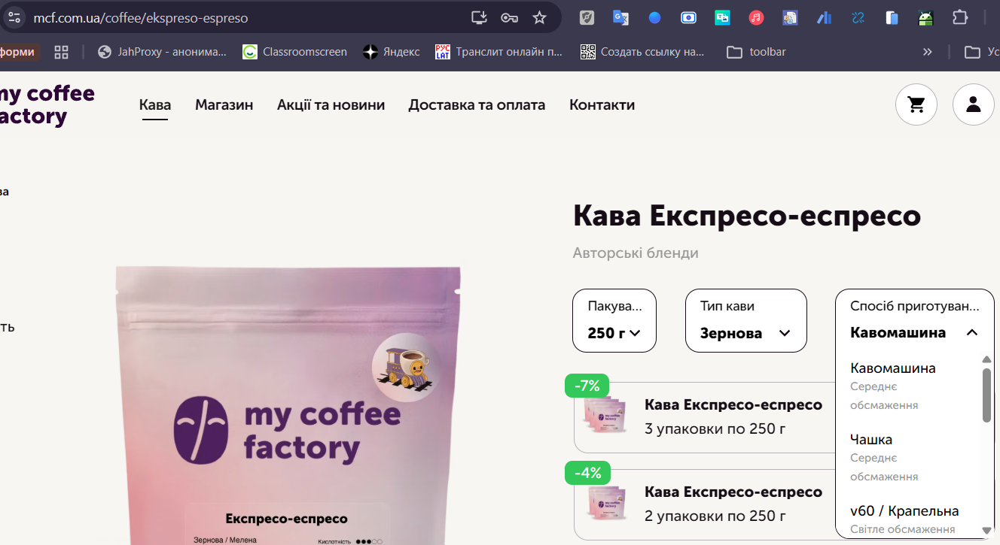 mcf.com.ua/coffee/ekspreso-espreso
форми
JahProxy - анонима...
Classroomscreen
Яндекс
РУС
LAT
Транслит онлайн п...
Создать ссылку на...
toolbar
Ус
my coffee
factory
Кава
Магазин
Акції та новини
Доставка та оплата
Контакти
ва
ть
Кава Експресо-еспресо
Авторські бленди
Пакува...
250 г
Тип кави
Зернова
Спосіб приготуван...
Кавомашина
Кавомашина
Середнє
обсмаження
Чашка
Середнє
обсмаження
v60 / Крапельна
Світле обсмаження
-7%
Кава Експресо-еспресо
3 упаковки по 250 г
-4%
Кава Експресо-еспресо
2 упаковки по 250 г
my coffee
factory
Експресо-еспресо
Зернова / Мелена
Кислотність